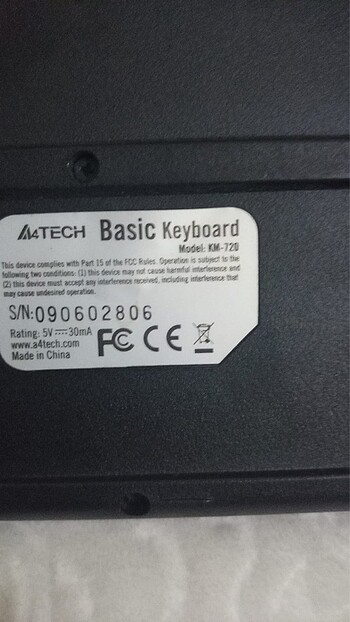 A4TECH Basic Keyboard
Model: KM-720
This device complies with Part 15 of the FCC Rules. Operation is subject to the
following two conditions: (1) this device may not cause harmful interference and
(2) this device must accept any interference received, including interference that
may cause undesired operation.
S/N:090602806
Rating: 5V⎓30mA
www.a4tech.com
Made in China
FC CE